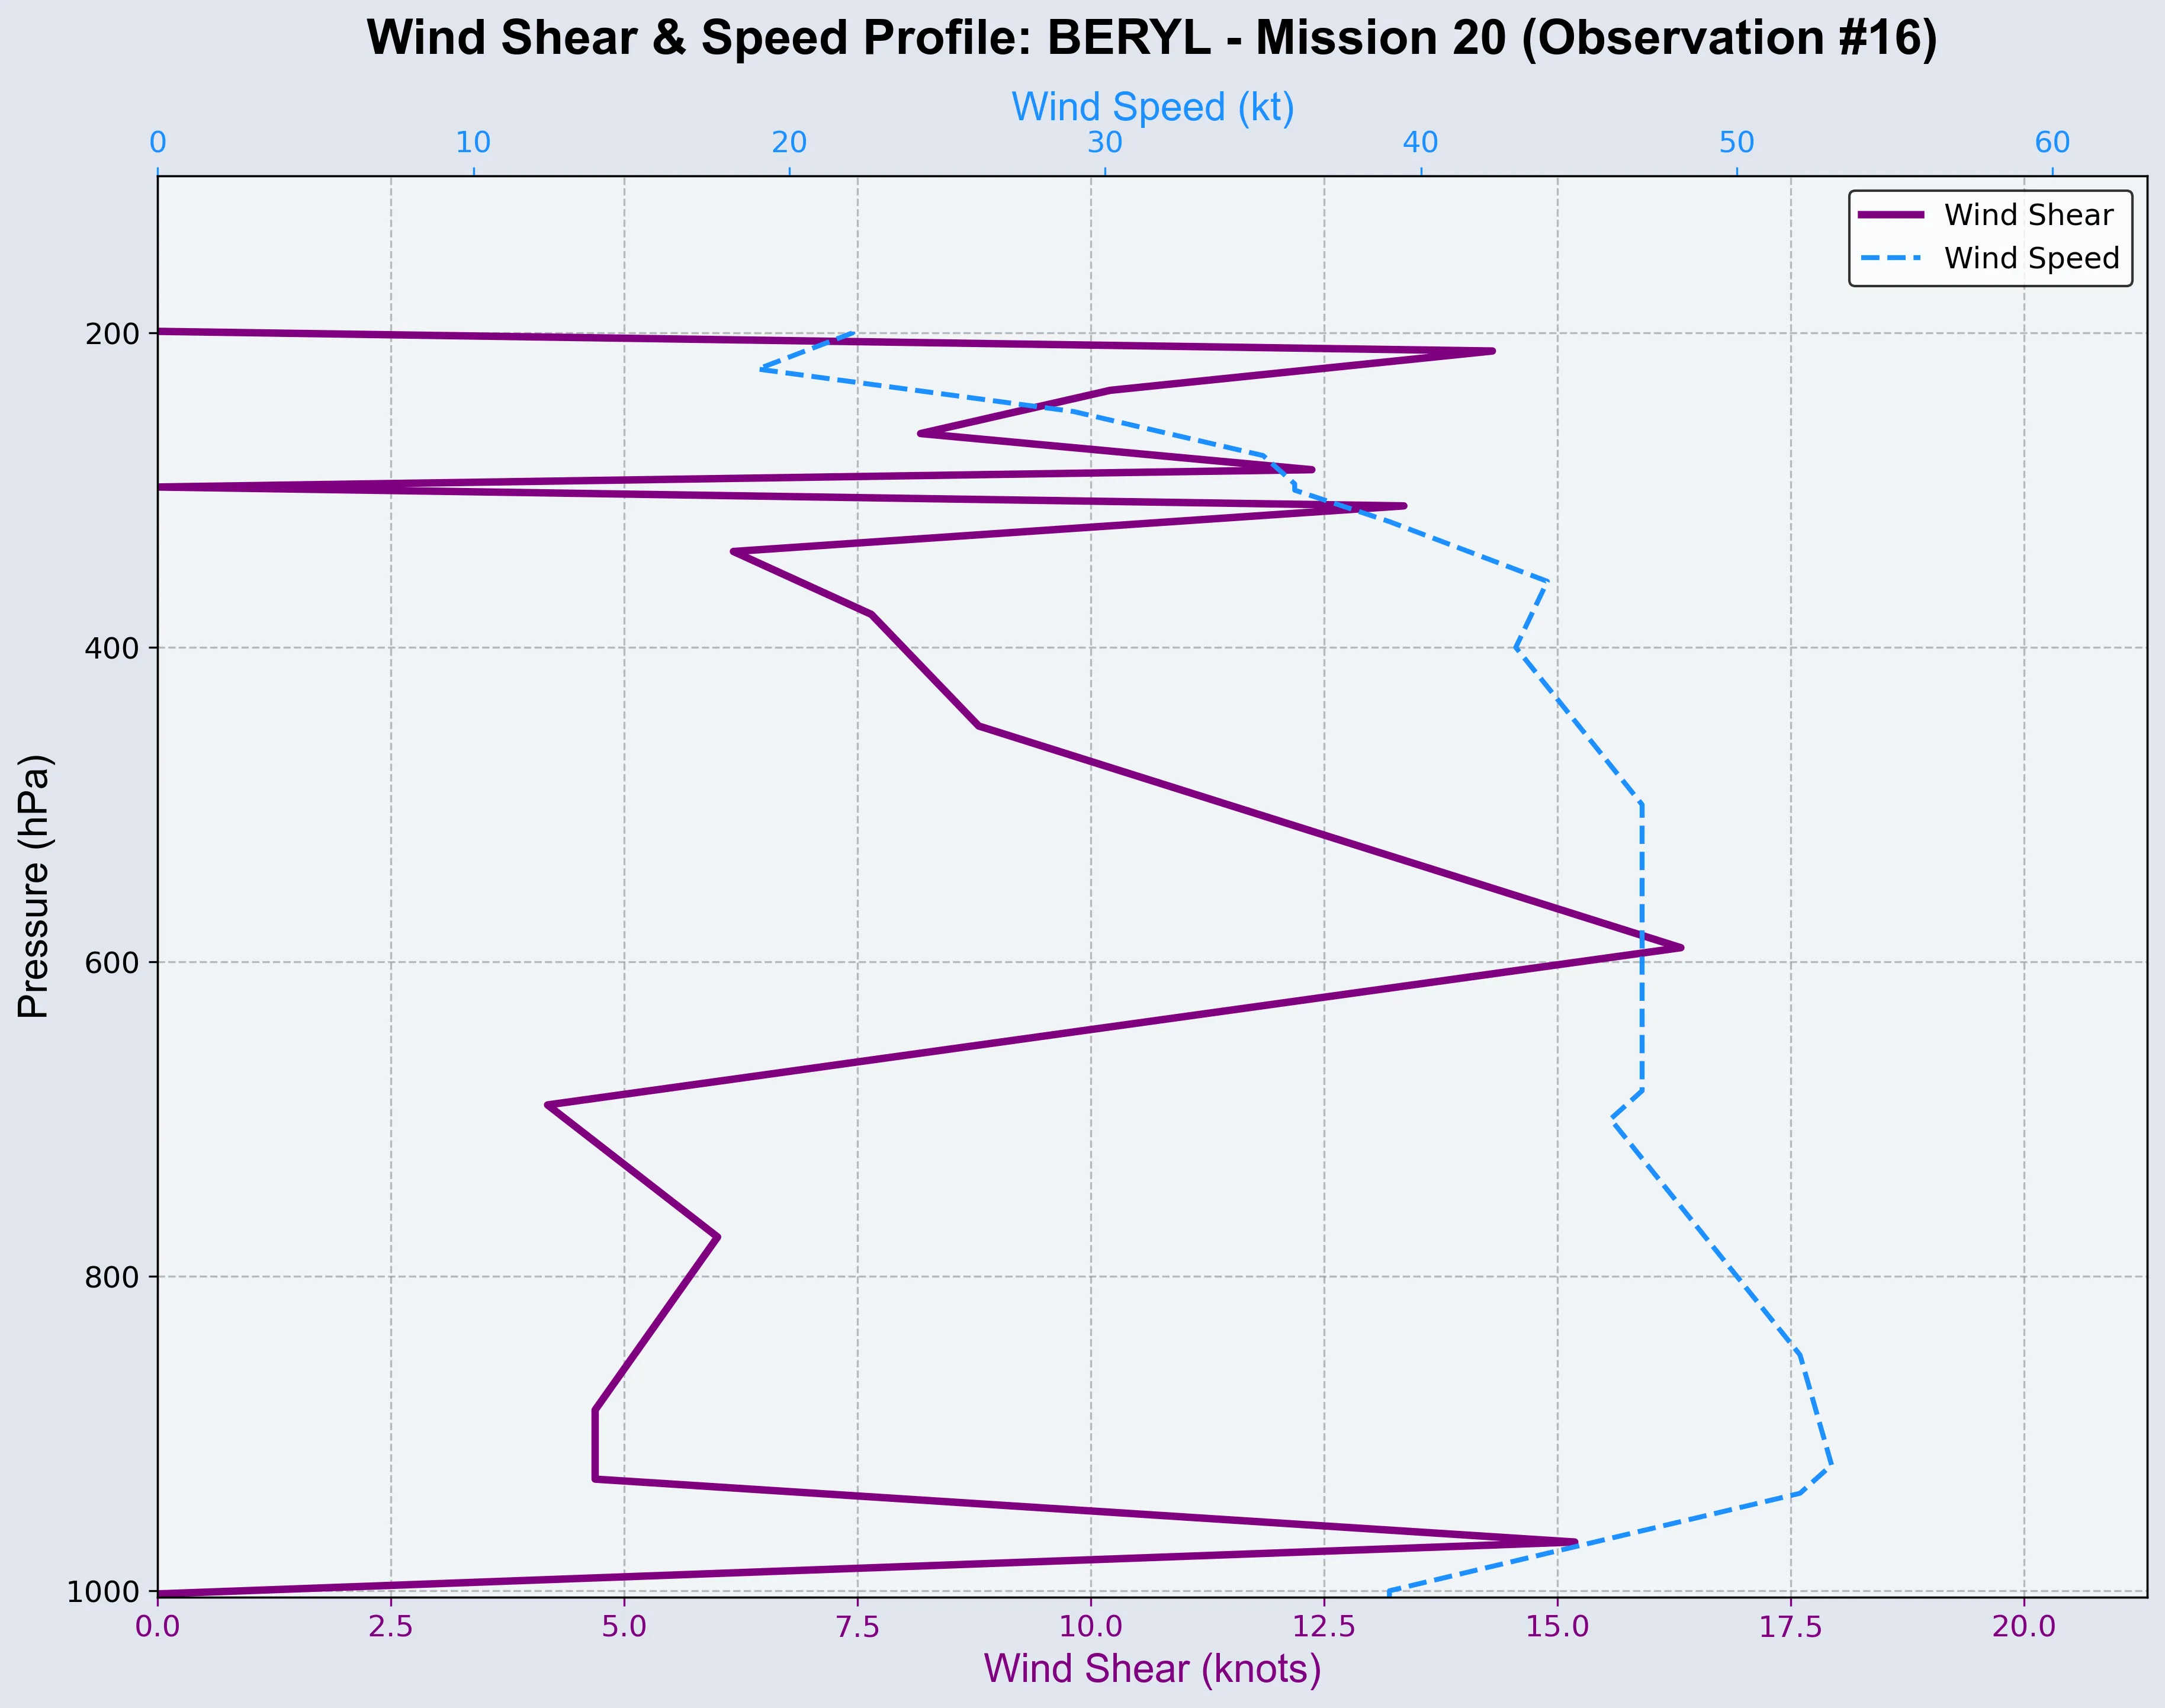 Wind Shear & Speed Profile: BERYL - Mission 20 (Observation #16)
Wind Speed (kt)
0 10 20 30 40 50 60
Wind Shear
Wind Speed
200
400
600
800
1000
Pressure (hPa)
0.0 2.5 5.0 7.5 10.0 12.5 15.0 17.5 20.0
Wind Shear (knots)